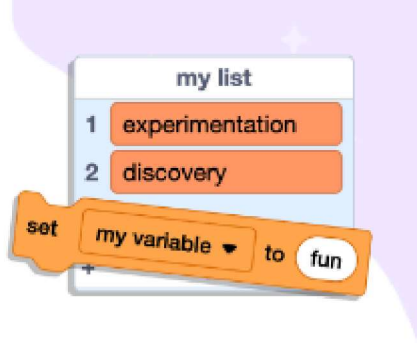 my list
1 experimentation
2 discovery
set my variable to fun
+